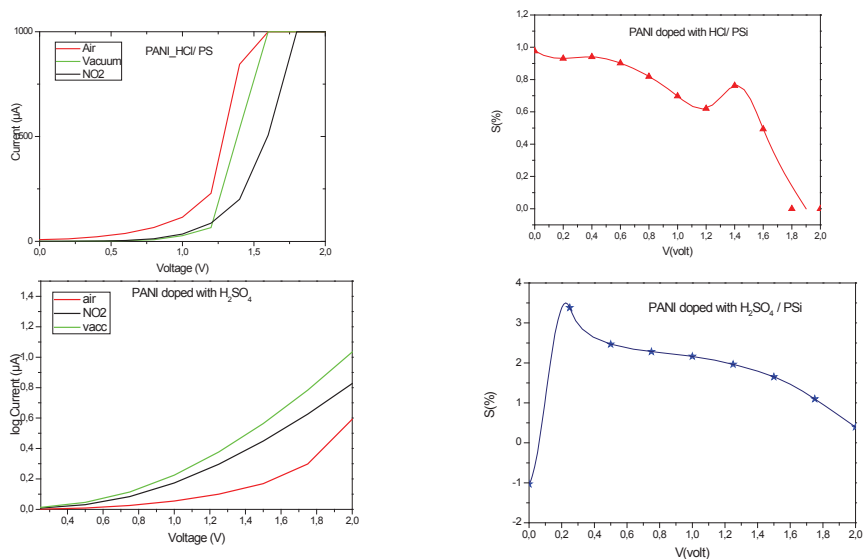 1000
Air
Vacuum
NO2
PANI_HCl/ PS
Current (µA)
500
0
0,0 0,5 1,0 1,5 2,0
Voltage (V)
PANI doped with HCl/ PSi
1,0
0,8
0,6
0,4
0,2
0,0
S(%)
0,0 0,2 0,4 0,6 0,8 1,0 1,2 1,4 1,6 1,8 2,0
V(volt)
PANI doped with H₂SO₄
air
NO2
vacc
1,4
1,2
1,0
0,8
0,6
0,4
0,2
0,0
log Current (µA)
0,4 0,6 0,8 1,0 1,2 1,4 1,6 1,8 2,0
Voltage (V)
PANI doped with H₂SO₄ / PSi
4
3
2
1
0
-1
-2
S(%)
0,0 0,2 0,4 0,6 0,8 1,0 1,2 1,4 1,6 1,8 2,0
V(volt)